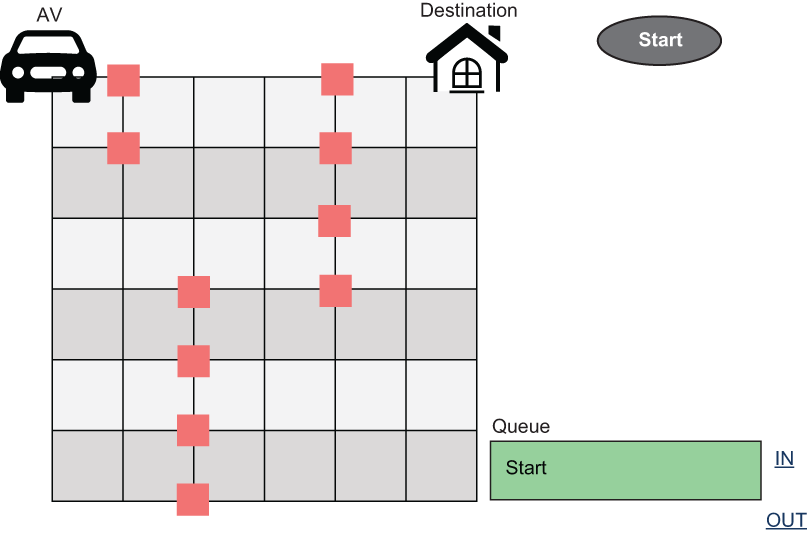 AV
Destination
Start
Queue
Start
IN
OUT